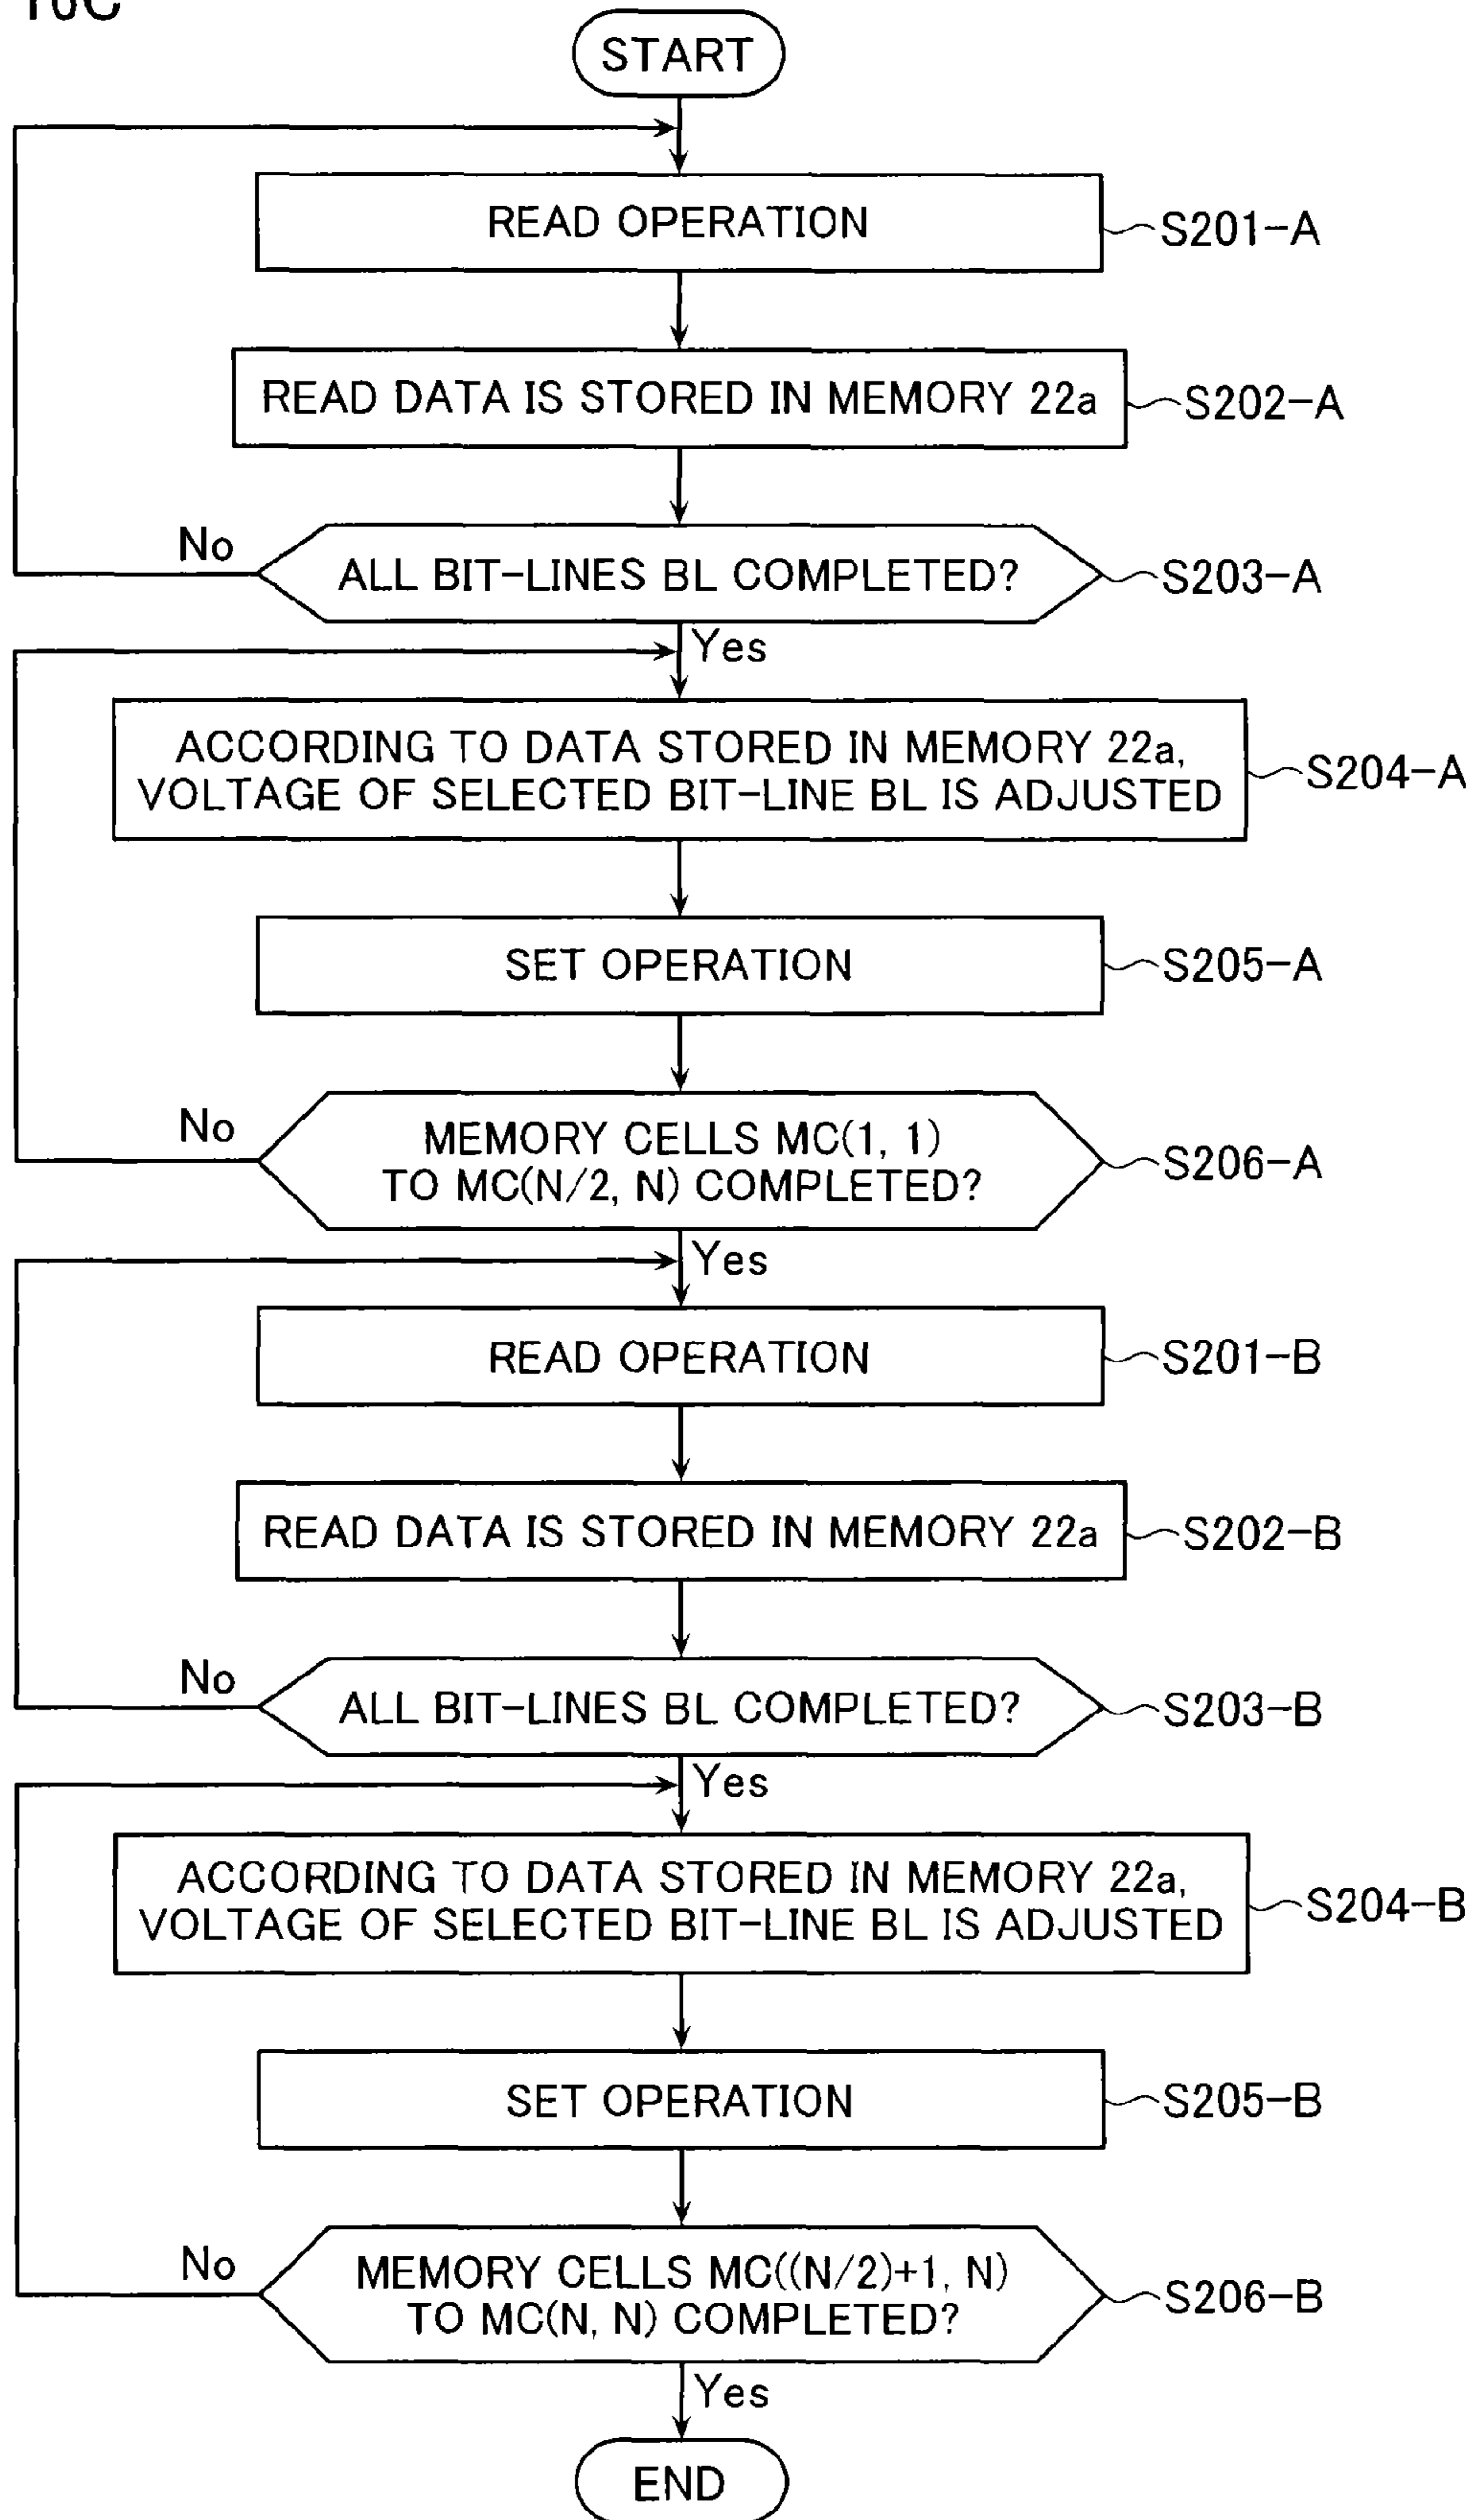 16C
START
READ OPERATION
S201-A
READ DATA IS STORED IN MEMORY 22a
S202-A
No
ALL BIT-LINES BL COMPLETED?
S203-A
Yes
ACCORDING TO DATA STORED IN MEMORY 22a,
VOLTAGE OF SELECTED BIT-LINE BL IS ADJUSTED
S204-A
SET OPERATION
S205-A
No
MEMORY CELLS MC(1, 1)
TO MC(N/2, N) COMPLETED?
S206-A
Yes
READ OPERATION
S201-B
READ DATA IS STORED IN MEMORY 22a
S202-B
No
ALL BIT-LINES BL COMPLETED?
S203-B
Yes
ACCORDING TO DATA STORED IN MEMORY 22a,
VOLTAGE OF SELECTED BIT-LINE BL IS ADJUSTED
S204-B
SET OPERATION
S205-B
No
MEMORY CELLS MC((N/2)+1, N)
TO MC(N, N) COMPLETED?
S206-B
Yes
END